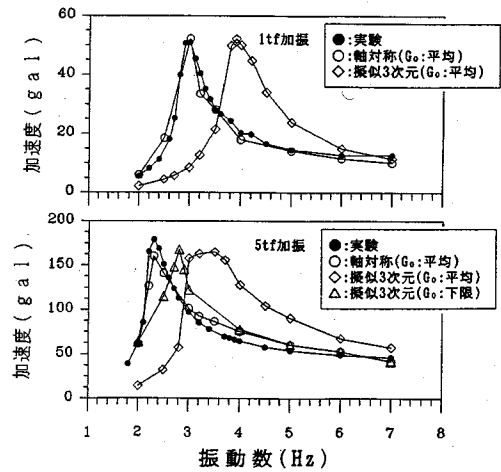 60
40
20
0
加速度(gal)
1tf加振
●:実験
○:軸対称(G₀:平均)
◇:擬似3次元(G₀:平均)
200
150
100
50
0
加速度(gal)
5tf加振
●:実験
○:軸対称(G₀:平均)
◇:擬似3次元(G₀:平均)
△:擬似3次元(G₀:下限)
1 2 3 4 5 6 7 8
振動数(Hz)